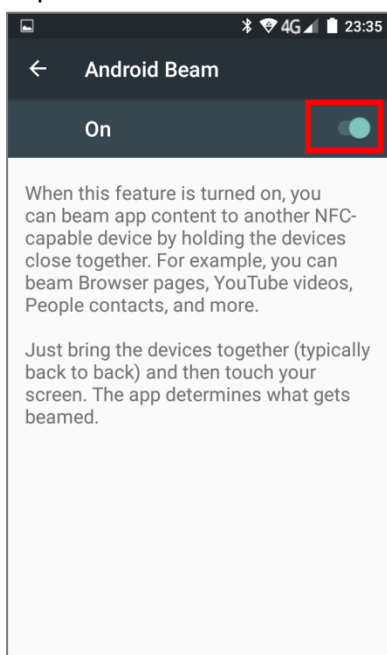 4G 23:35
Android Beam
On
When this feature is turned on, you
can beam app content to another NFC-
capable device by holding the devices
close together. For example, you can
beam Browser pages, YouTube videos,
People contacts, and more.
Just bring the devices together (typically
back to back) and then touch your
screen. The app determines what gets
beamed.